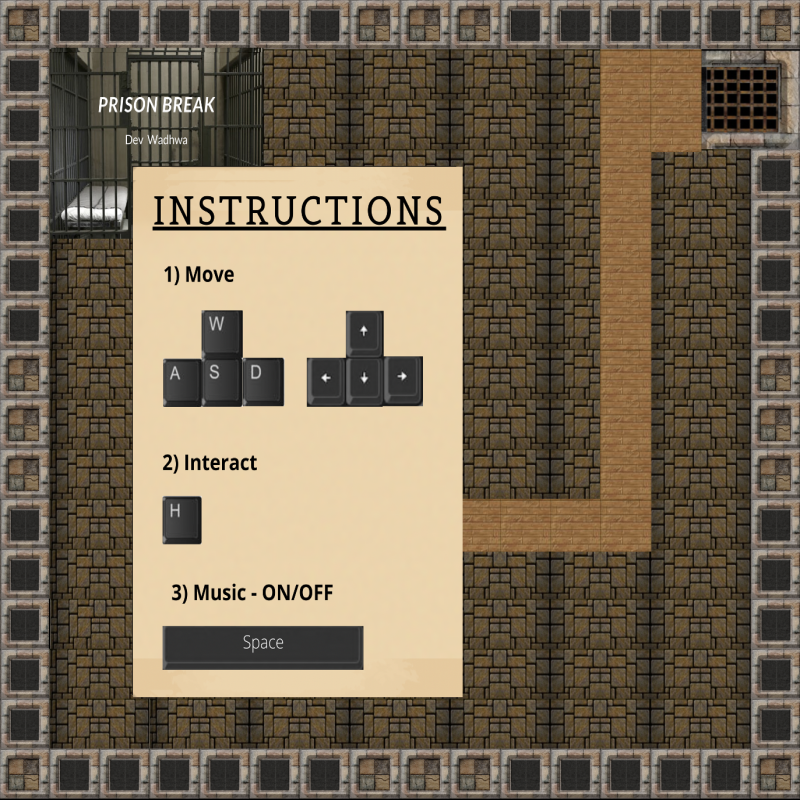 PRISON BREAK
Dev Wadhwa
INSTRUCTIONS
1) Move
W
A S D
2) Interact
H
3) Music - ON/OFF
Space